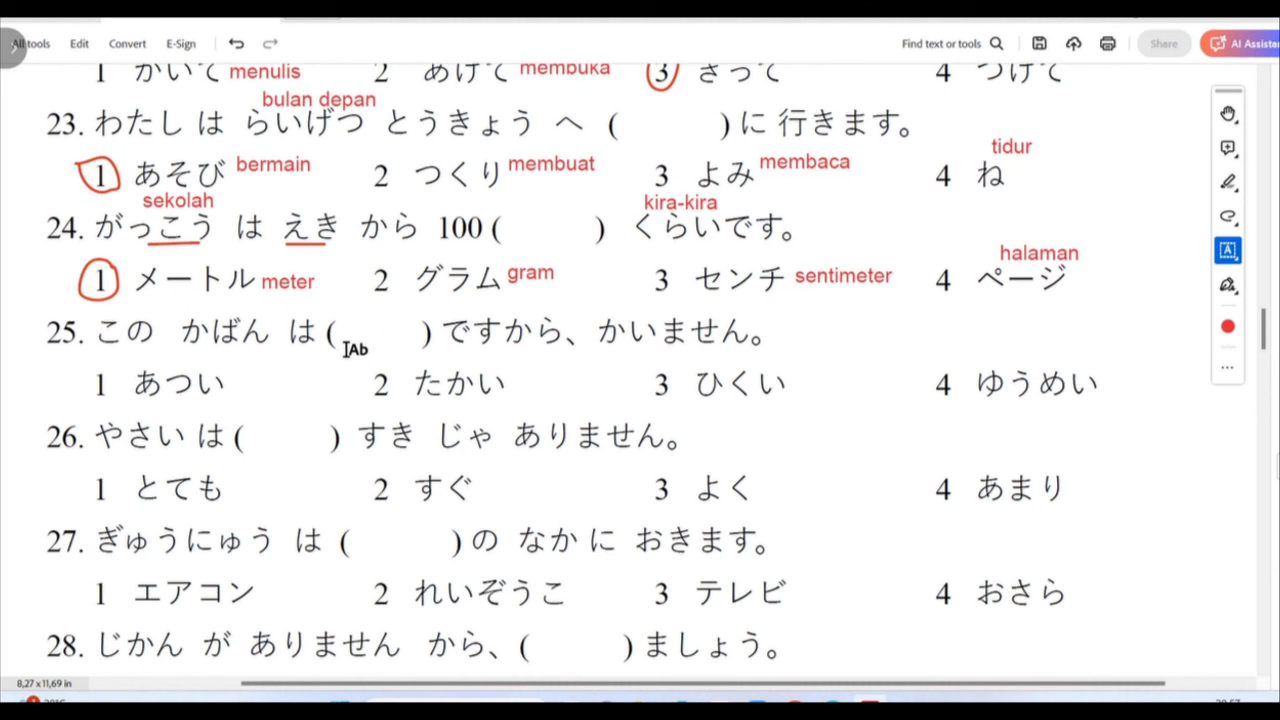 All tools Edit Convert E-Sign Find text or tools Share AI Assista
1 かいて menulis 2 あけて membuka 3 きって 4 つけて
bulan depan
23. わたし は らいげつ とうきょう へ ( )に 行きます。
1 あそび bermain 2 つくり membuat 3 よみ membaca 4 ね tidur
sekolah kira-kira
24. がっこう は えき から 100 ( ) くらいです。
1 メートル meter 2 グラム gram 3 センチ sentimeter 4 ページ halaman
25. この かばん は ( ) ですから、かいません。
Ab
1 あつい 2 たかい 3 ひくい 4 ゆうめい
26. やさい は ( ) すき じゃ ありません。
1 とても 2 すぐ 3 よく 4 あまり
27. ぎゅうにゅう は ( )の なか に おきます。
1 エアコン 2 れいぞうこ 3 テレビ 4 おさら
28. じかん が ありません から、( ) ましょう。
8,27 x 11,69 in